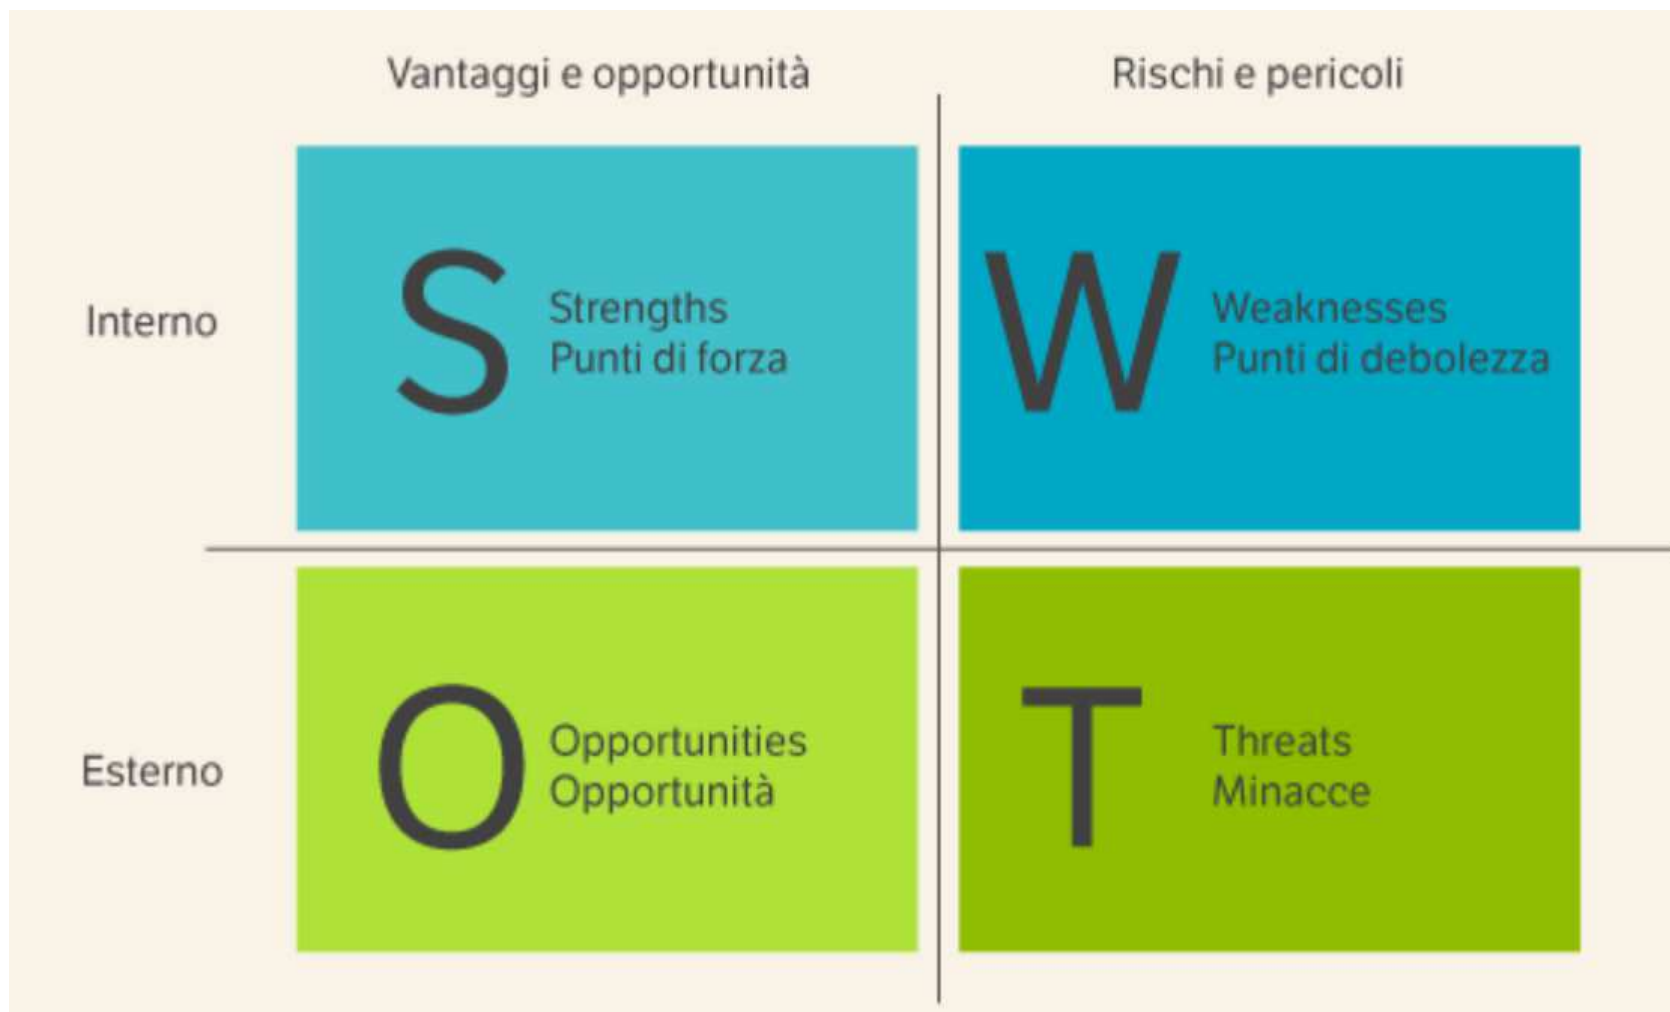 Vantaggi e opportunità
Rischi e pericoli
Interno
S
Strengths
Punti di forza
W
Weaknesses
Punti di debolezza
Esterno
O
Opportunities
Opportunità
T
Threats
Minacce